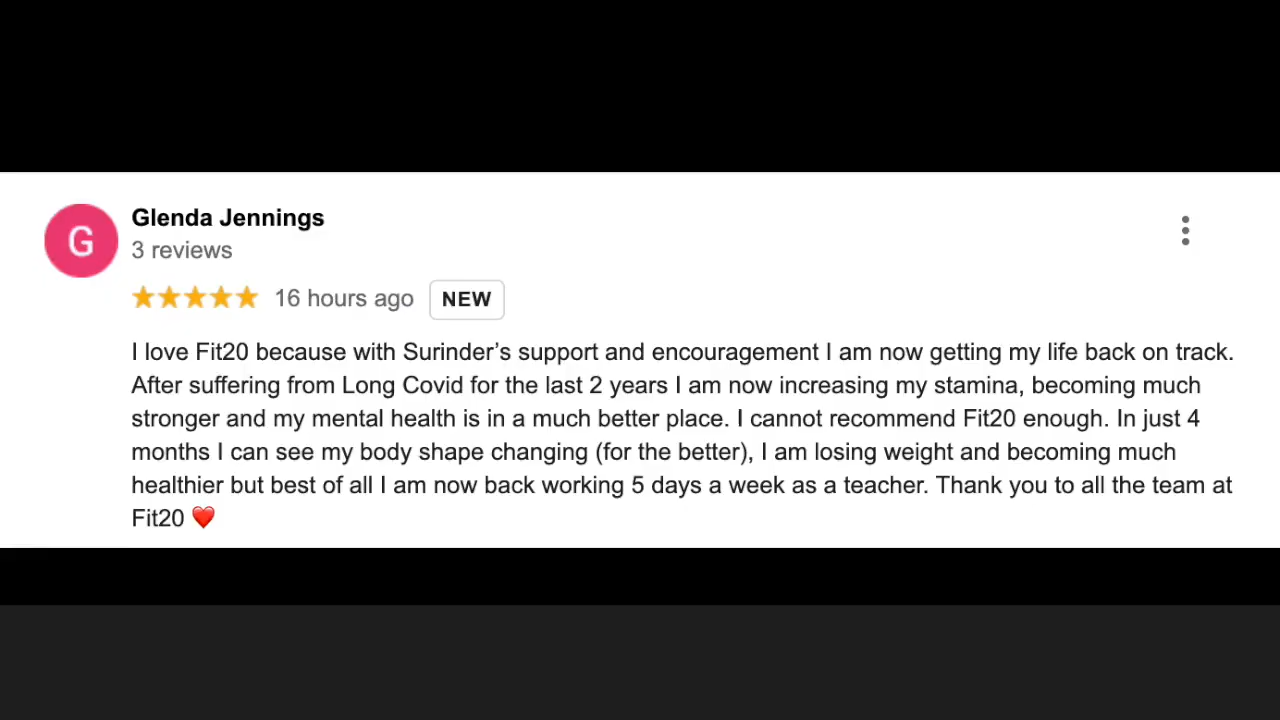 G
Glenda Jennings
3 reviews
16 hours ago NEW
I love Fit20 because with Surinder’s support and encouragement I am now getting my life back on track.
After suffering from Long Covid for the last 2 years I am now increasing my stamina, becoming much
stronger and my mental health is in a much better place. I cannot recommend Fit20 enough. In just 4
months I can see my body shape changing (for the better), I am losing weight and becoming much
healthier but best of all I am now back working 5 days a week as a teacher. Thank you to all the team at
Fit20 ❤️